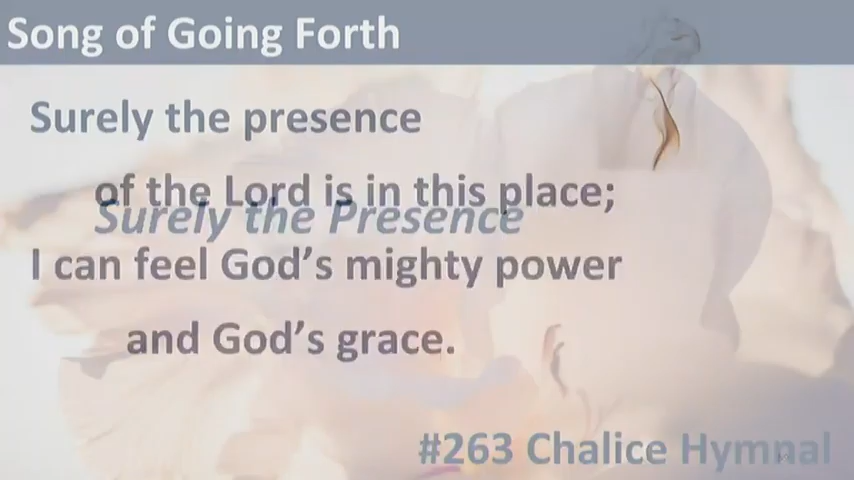 Song of Going Forth
Surely the presence
of the Lord is in this place;
Surely the Presence
I can feel God's mighty power
and God's grace.
#263 Chalice Hymnal